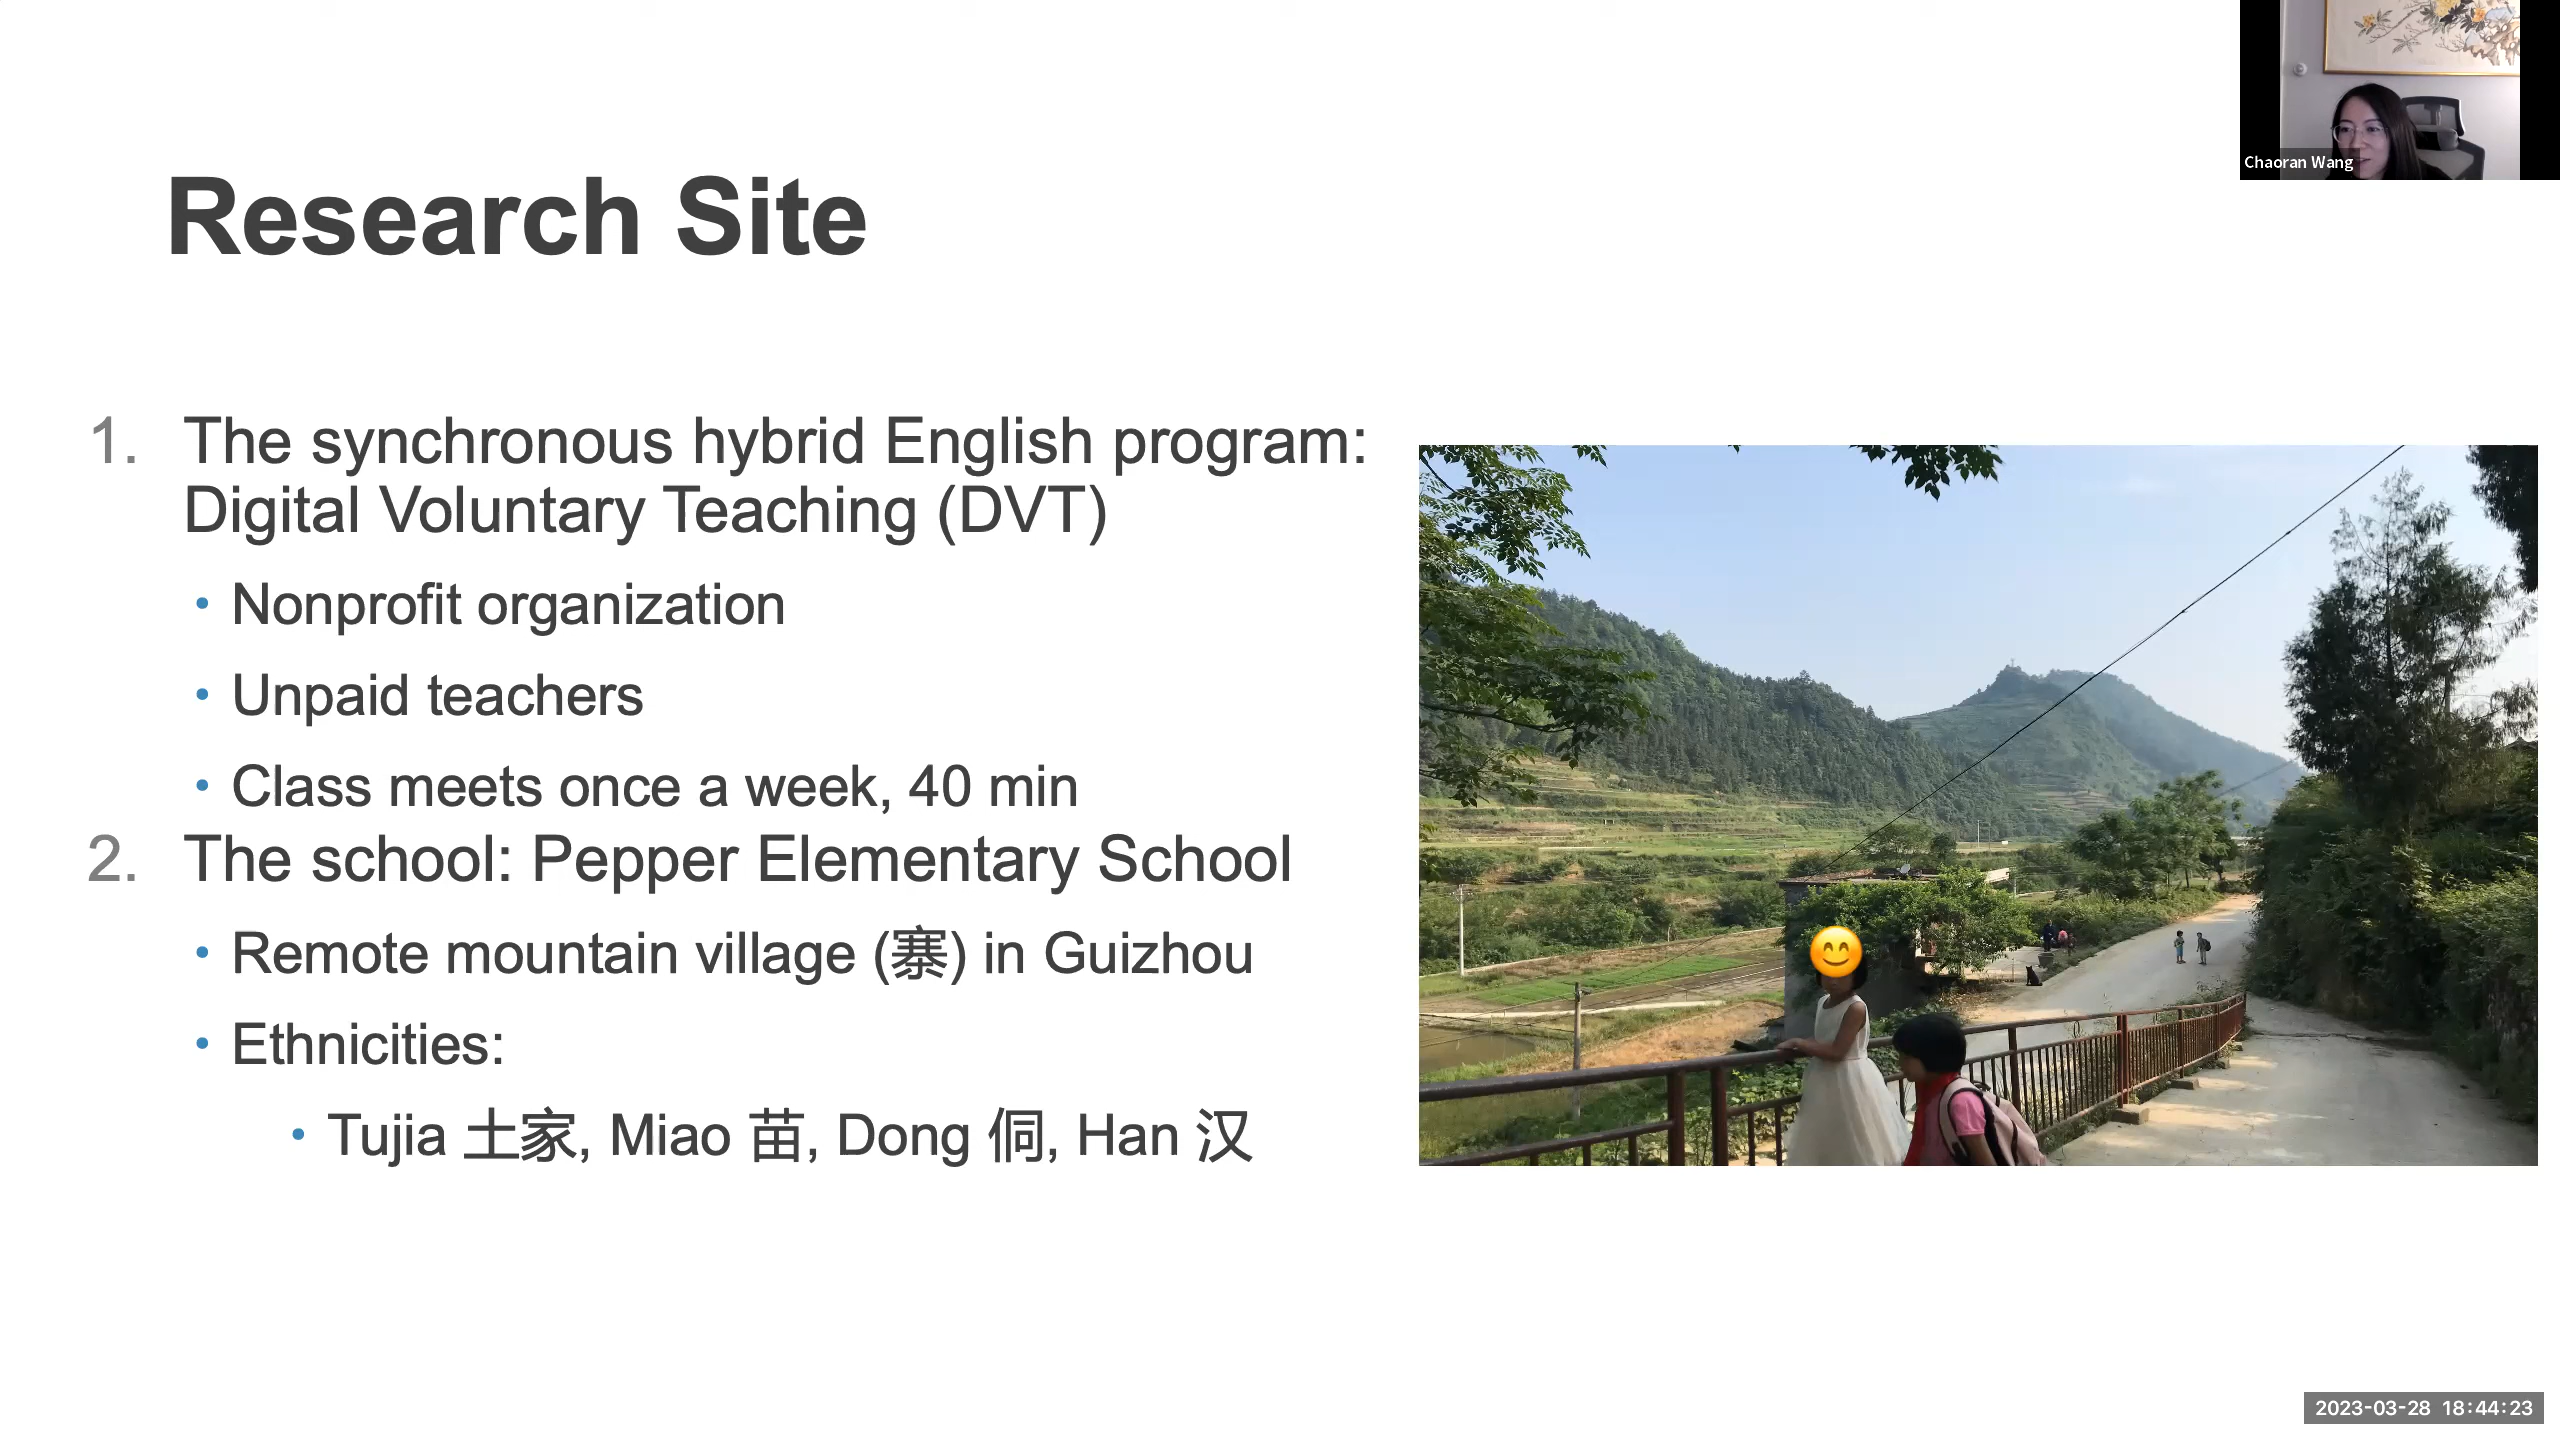 Chaoran Wang
Research Site
1. The synchronous hybrid English program:
Digital Voluntary Teaching (DVT)
• Nonprofit organization
• Unpaid teachers
• Class meets once a week, 40 min
2. The school: Pepper Elementary School
• Remote mountain village (寨) in Guizhou
• Ethnicities:
• Tujia 土家, Miao 苗, Dong 侗, Han 汉
2023-03-28 18:44:23